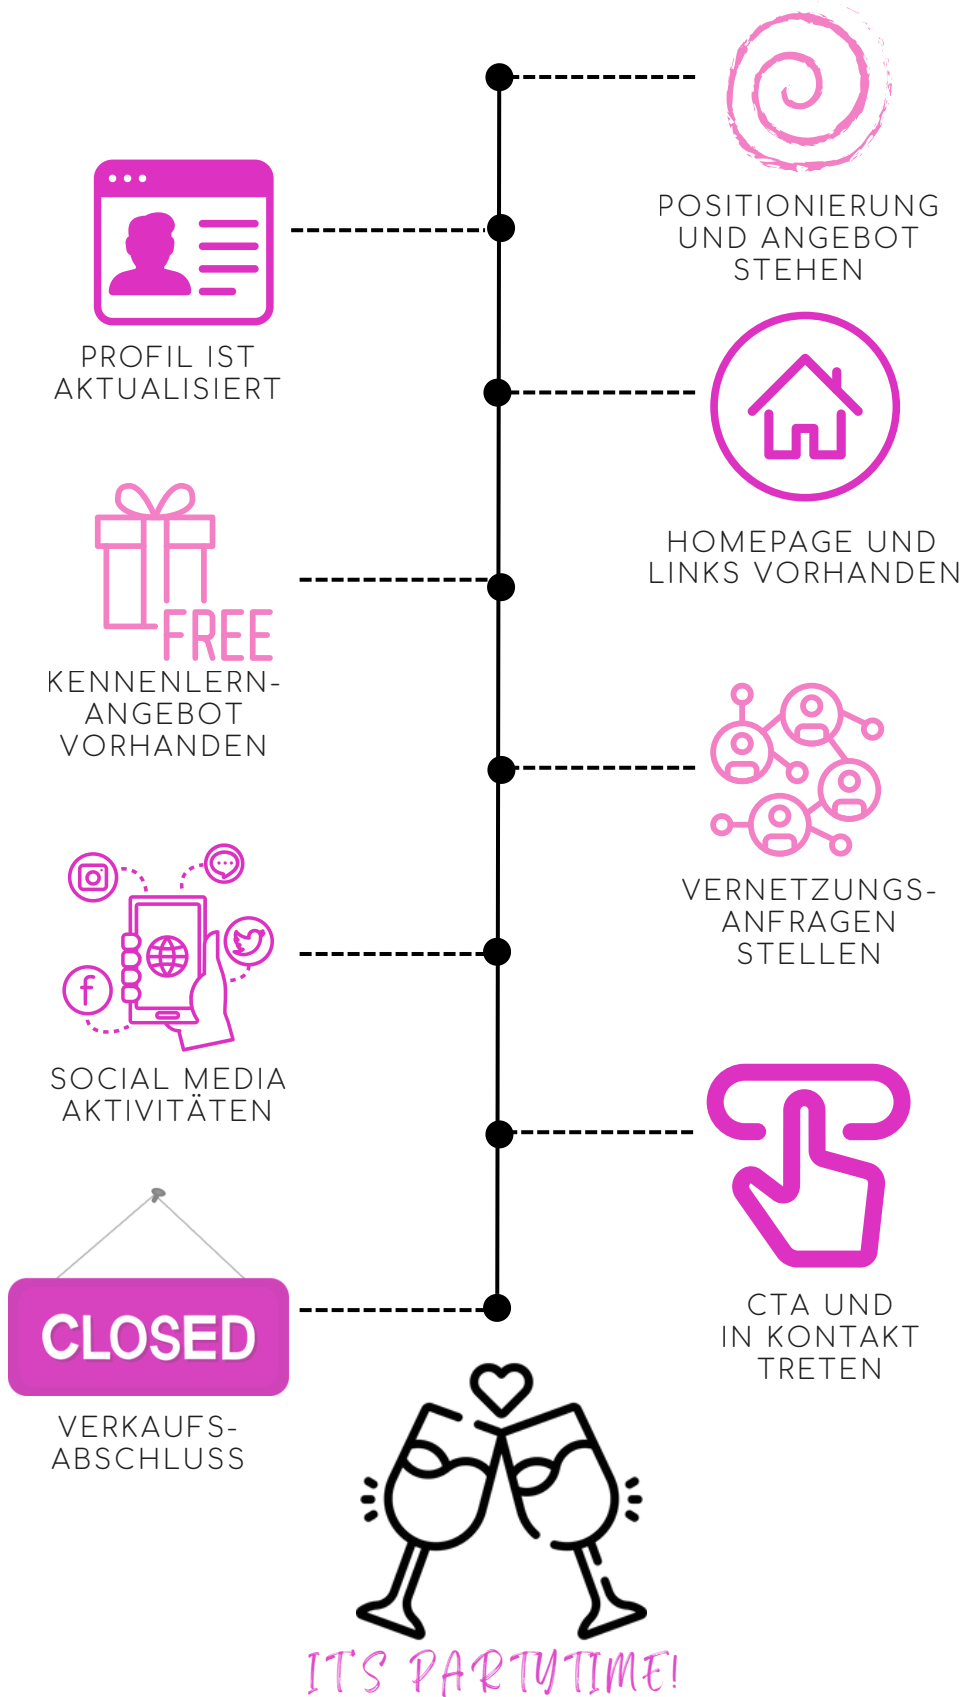 POSITIONIERUNG
UND ANGEBOT
STEHEN
PROFIL IST
AKTUALISIERT
HOMEPAGE UND
LINKS VORHANDEN
FREE
KENNENLERN-
ANGEBOT
VORHANDEN
VERNETZUNGS-
ANFRAGEN
STELLEN
f
SOCIAL MEDIA
AKTIVITÄTEN
CTA UND
IN KONTAKT
TRETEN
CLOSED
VERKAUFS-
ABSCHLUSS
IT'S PARTYTIME!